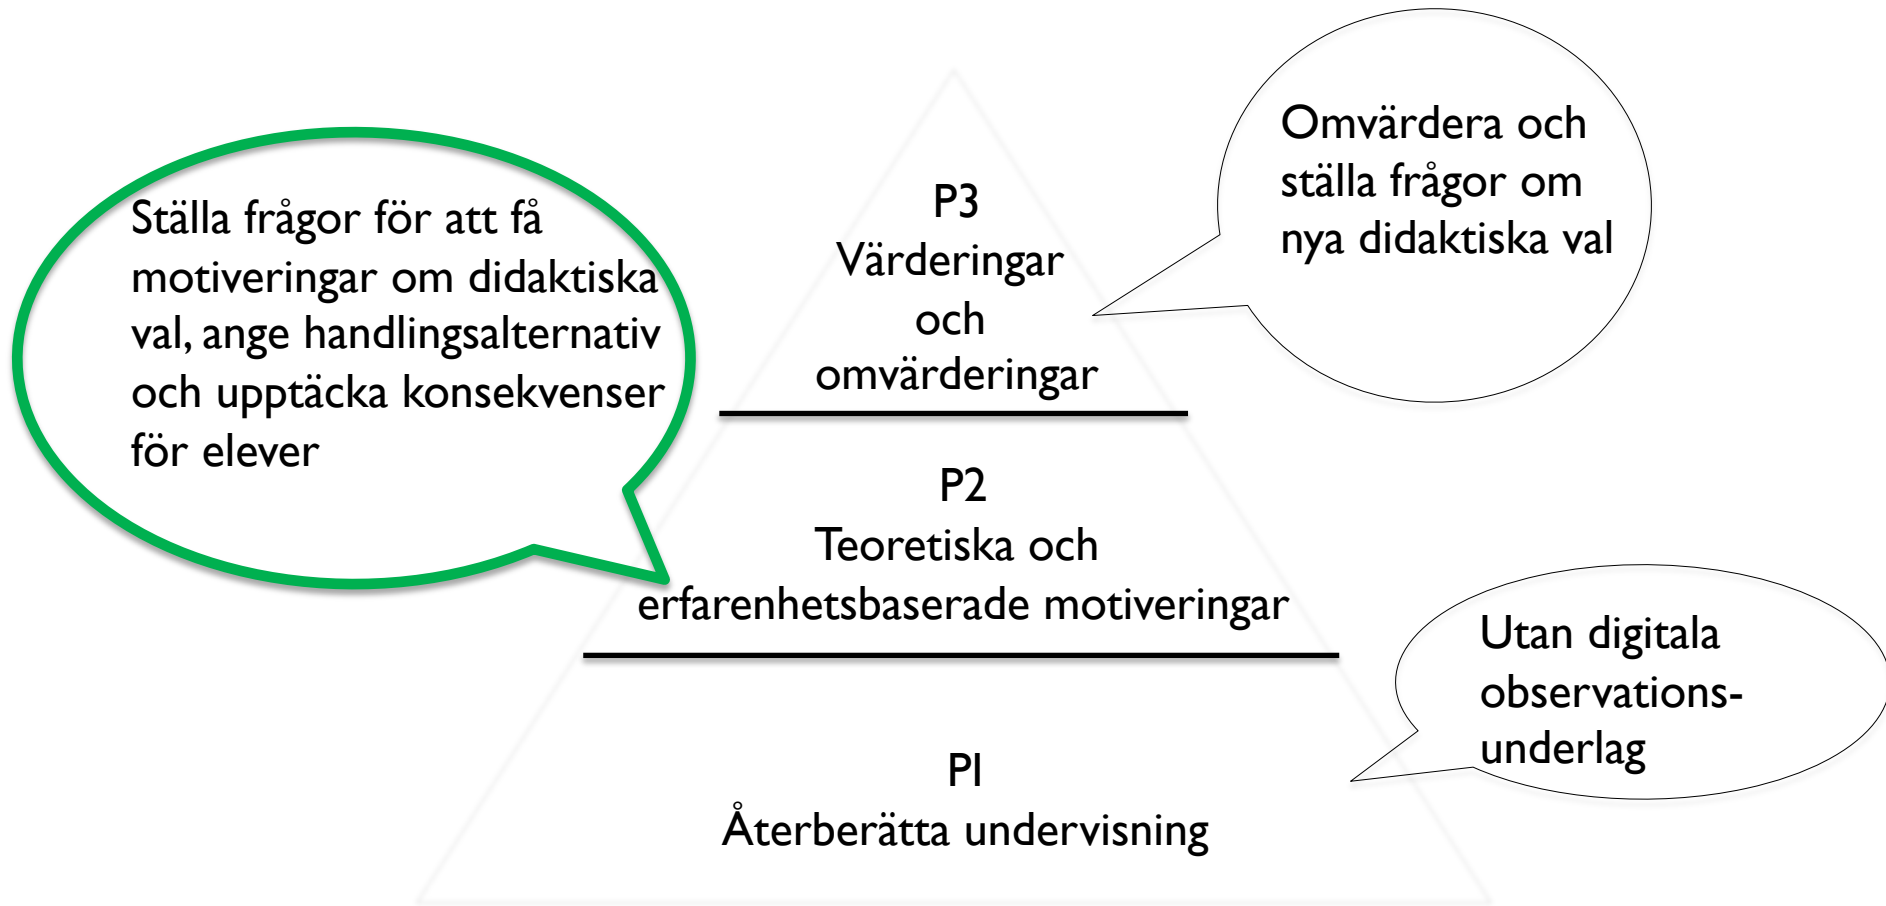 Omvärdera och
ställa frågor om
nya didaktiska val
Ställa frågor för att få
motiveringar om didaktiska
val, ange handlingsalternativ
och upptäcka konsekvenser
för elever
P3
Värderingar
och
omvärderingar
P2
Teoretiska och
erfarenhetsbaserade motiveringar
Utan digitala
observations-
underlag
P1
Återberätta undervisning